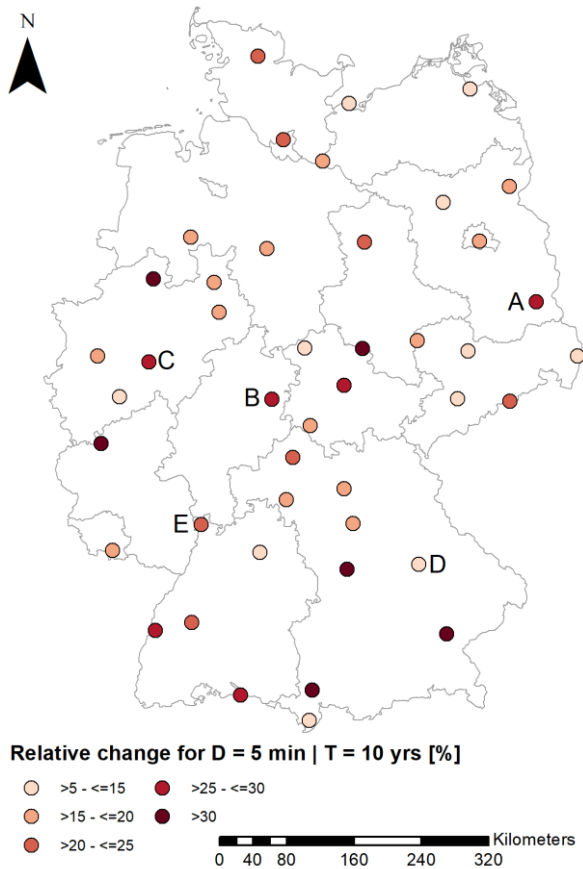 N
A
C
B
E
D
Relative change for D = 5 min | T = 10 yrs [%]
>5 - <=15 >25 - <=30
>15 - <=20 >30
>20 - <=25
Kilometers
0 20 40 80 160 240 320